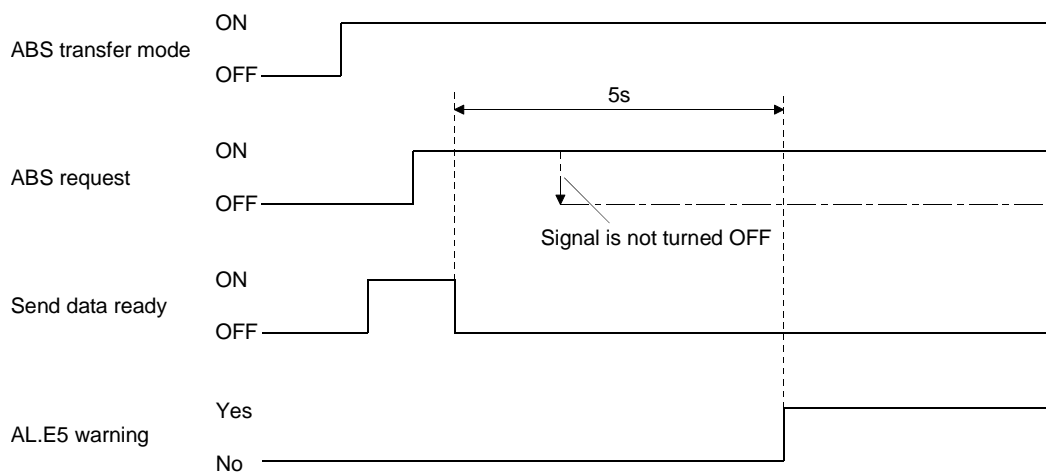 ON
ABS transfer mode
OFF
5s
ON
ABS request
OFF
Signal is not turned OFF
ON
Send data ready
OFF
Yes
AL.E5 warning
No